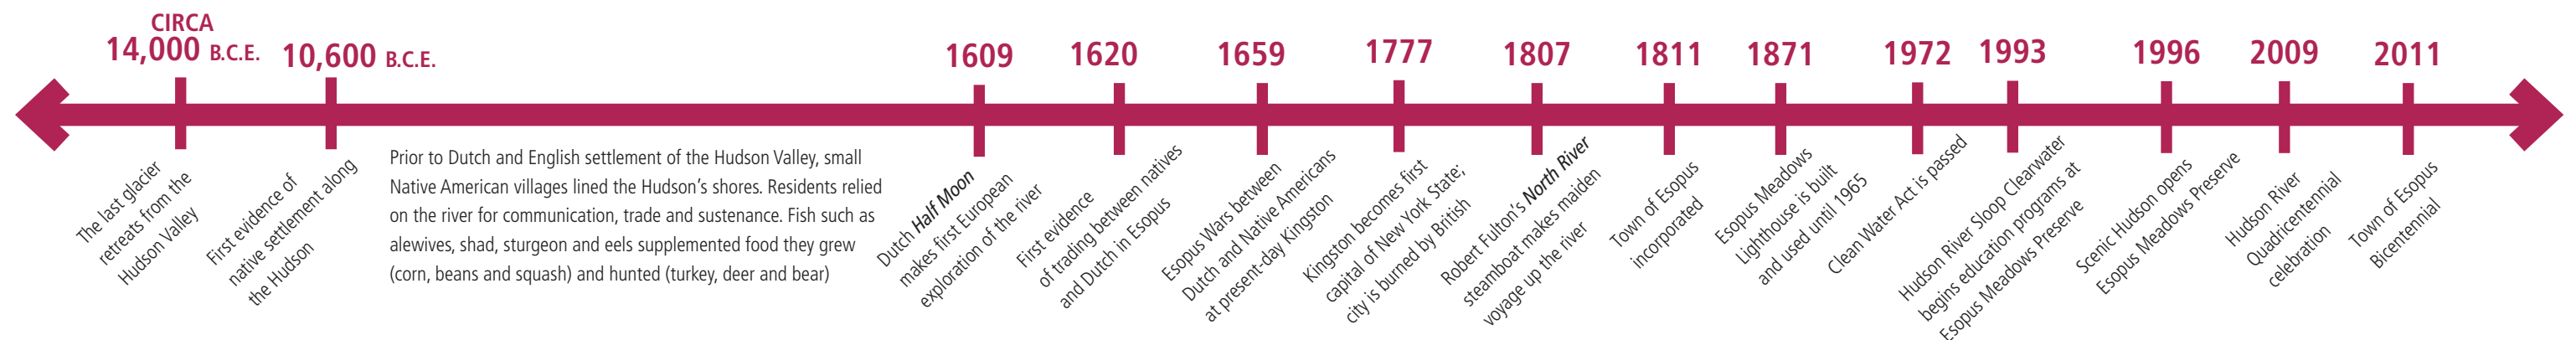 CIRCA
14,000 B.C.E.
10,600 B.C.E.
1609
1620
1659
1777
1807
1811
1871
1972
1993
1996
2009
2011
The last glacier
retreats from the
Hudson Valley
First evidence of
native settlement along
the Hudson
Prior to Dutch and English settlement of the Hudson Valley, small
Native American villages lined the Hudson’s shores. Residents relied
on the river for communication, trade and sustenance. Fish such as
alewives, shad, sturgeon and eels supplemented food they grew
(corn, beans and squash) and hunted (turkey, deer and bear)
Dutch Half Moon
makes first European
exploration of the river
First evidence
of trading between natives
and Dutch in Esopus
Esopus Wars between
Dutch and Native Americans
at present-day Kingston
Kingston becomes first
capital of New York State;
city is burned by British
Robert Fulton’s North River
steamboat makes maiden
voyage up the river
Town of Esopus
incorporated
Esopus Meadows
Lighthouse is built
and used until 1965
Clean Water Act is passed
Hudson River Sloop Clearwater
begins education programs at
Esopus Meadows Preserve
Scenic Hudson opens
Esopus Meadows Preserve
Hudson River
Quadricentennial
celebration
Town of Esopus
Bicentennial